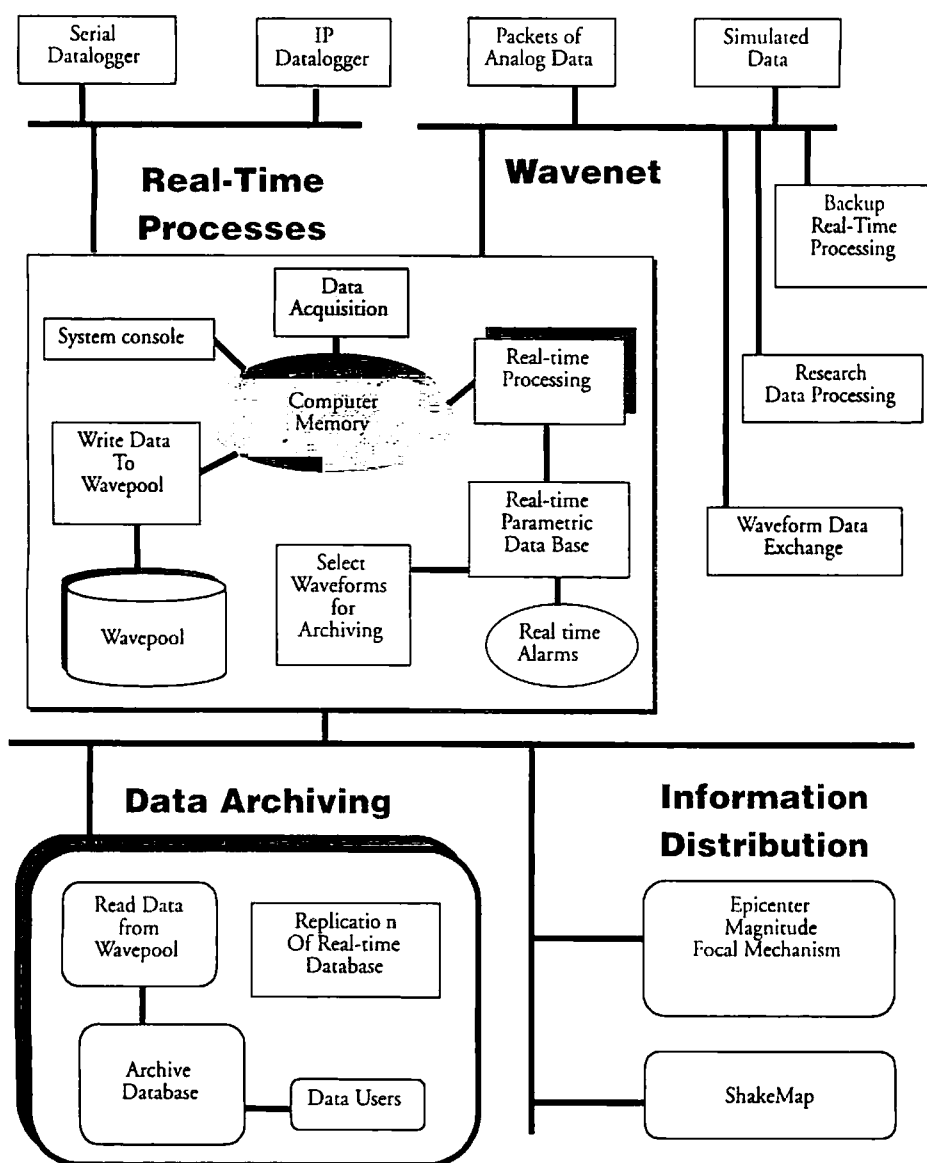 Serial
Datalogger
IP
Datalogger
Packets of
Analog Data
Simulated
Data
Real-Time
Processes
Wavenet
Backup
Real-Time
Processing
Research
Data Processing
Waveform Data
Exchange
Data
Acquisition
System console
Real-time
Processing
Computer
Memory
Write Data
To
Wavepool
Real-time
Parametric
Data Base
Select
Waveforms
for
Archiving
Wavepool
Real time
Alarms
Data Archiving
Information
Distribution
Read Data
from
Wavepool
Replication
Of Real-time
Database
Epicenter
Magnitude
Focal Mechanism
Archive
Database
Data Users
ShakeMap